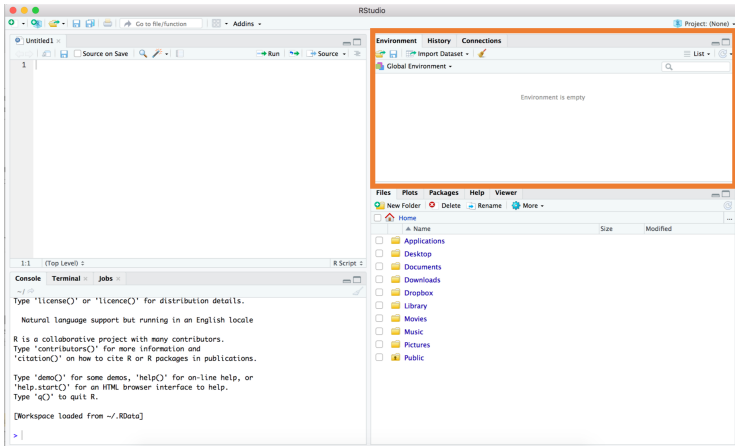 RStudio
Go to file/function
Addins
Project: (None)
Untitled1
Source on Save
Run
Source
1
1:1 (Top Level)
R Script
Console Terminal Jobs
~/
Type 'license()' or 'licence()' for distribution details.
Natural language support but running in an English locale
R is a collaborative project with many contributors.
Type 'contributors()' for more information and
'citation()' on how to cite R or R packages in publications.
Type 'demo()' for some demos, 'help()' for on-line help, or
'help.start()' for an HTML browser interface to help.
Type 'q()' to quit R.
[Workspace loaded from ~/.RData]
>
Environment History Connections
Import Dataset
List
Global Environment
Environment is empty
Files Plots Packages Help Viewer
New Folder Delete Rename More
Home
...
Name Size Modified
Applications
Desktop
Documents
Downloads
Dropbox
Library
Movies
Music
Pictures
Public